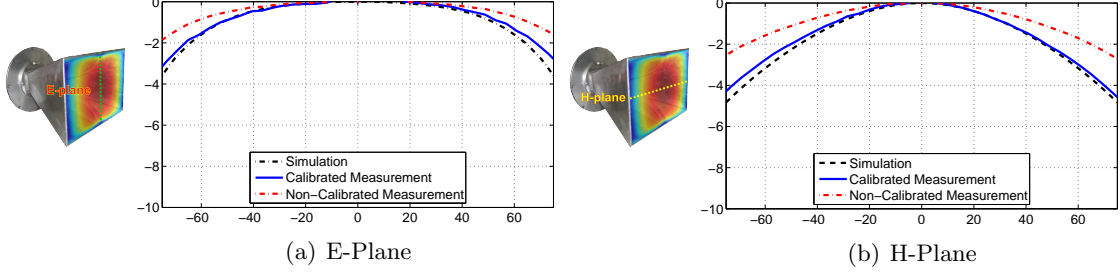 0
−2
−4
−6
−8
−10
−60
−40
−20
0
20
40
60
E-plane
Simulation
Calibrated Measurement
Non−Calibrated Measurement
(a) E-Plane
0
−2
−4
−6
−8
−10
−60
−40
−20
0
20
40
60
H-plane
Simulation
Calibrated Measurement
Non−Calibrated Measurement
(b) H-Plane